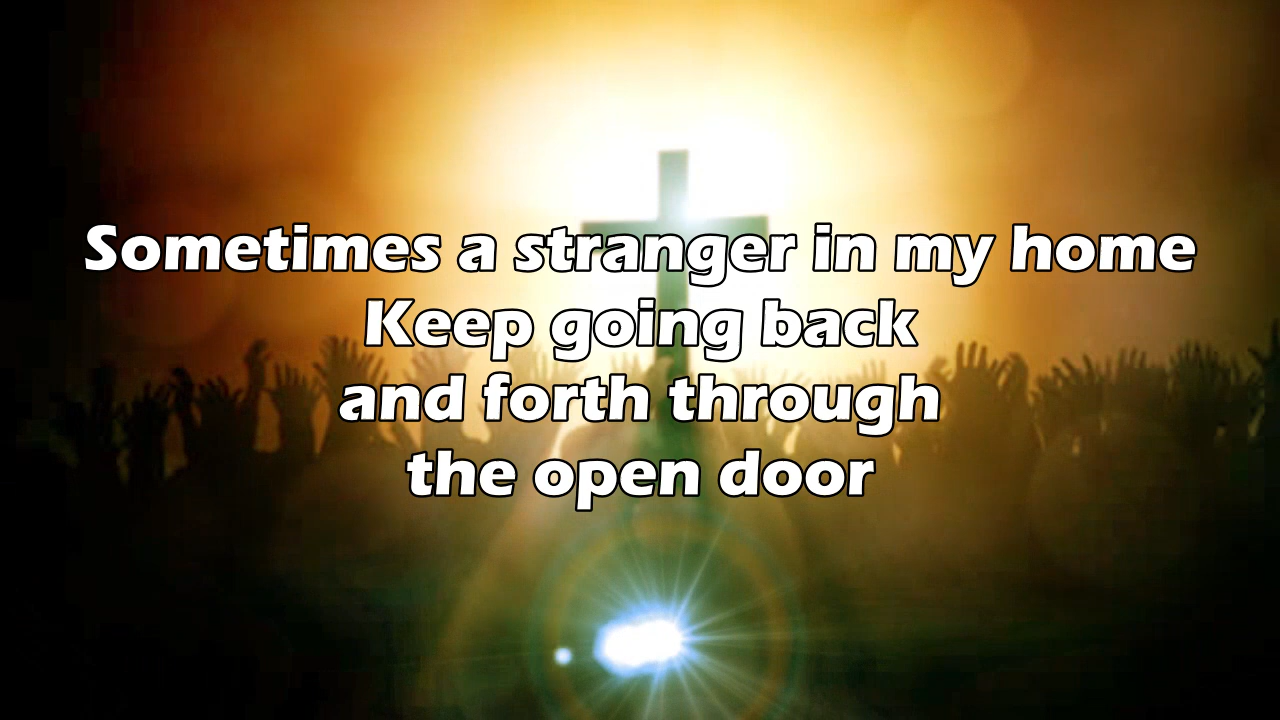 Sometimes a stranger in my home
Keep going back
and forth through
the open door